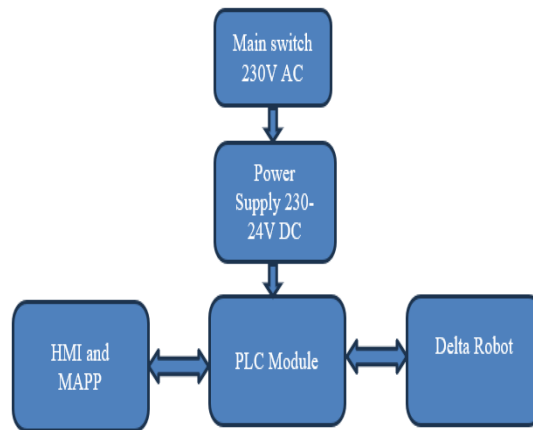 Main switch
230V AC
Power
Supply 230-
24V DC
HMI and
MAPP
PLC Module
Delta Robot